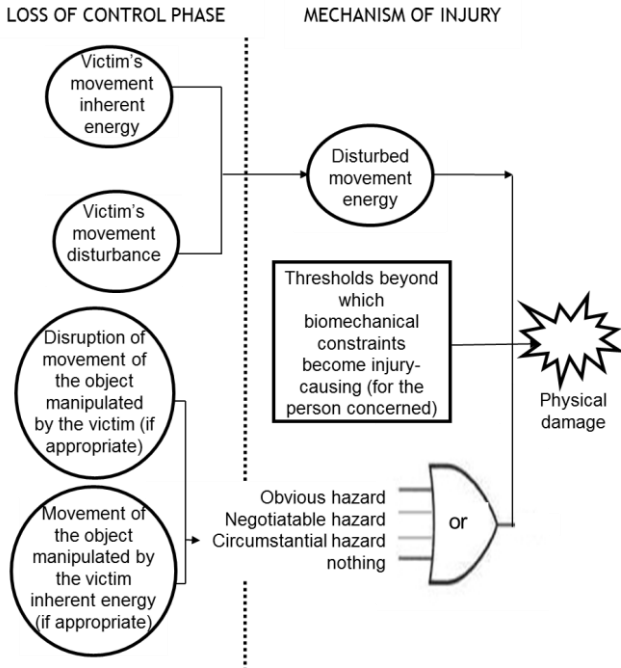 LOSS OF CONTROL PHASE
MECHANISM OF INJURY
Victim's
movement
inherent
energy
Victim's
movement
disturbance
Disturbed
movement
energy
Thresholds beyond
which
biomechanical
constraints
become injury-
causing (for the
person concerned)
Physical
damage
Disruption of
movement of
the object
manipulated
by the victim (if
appropriate)
Movement of
the object
manipulated by
the victim
inherent energy
(if appropriate)
Obvious hazard
Negotiatable hazard
Circumstantial hazard
nothing
or